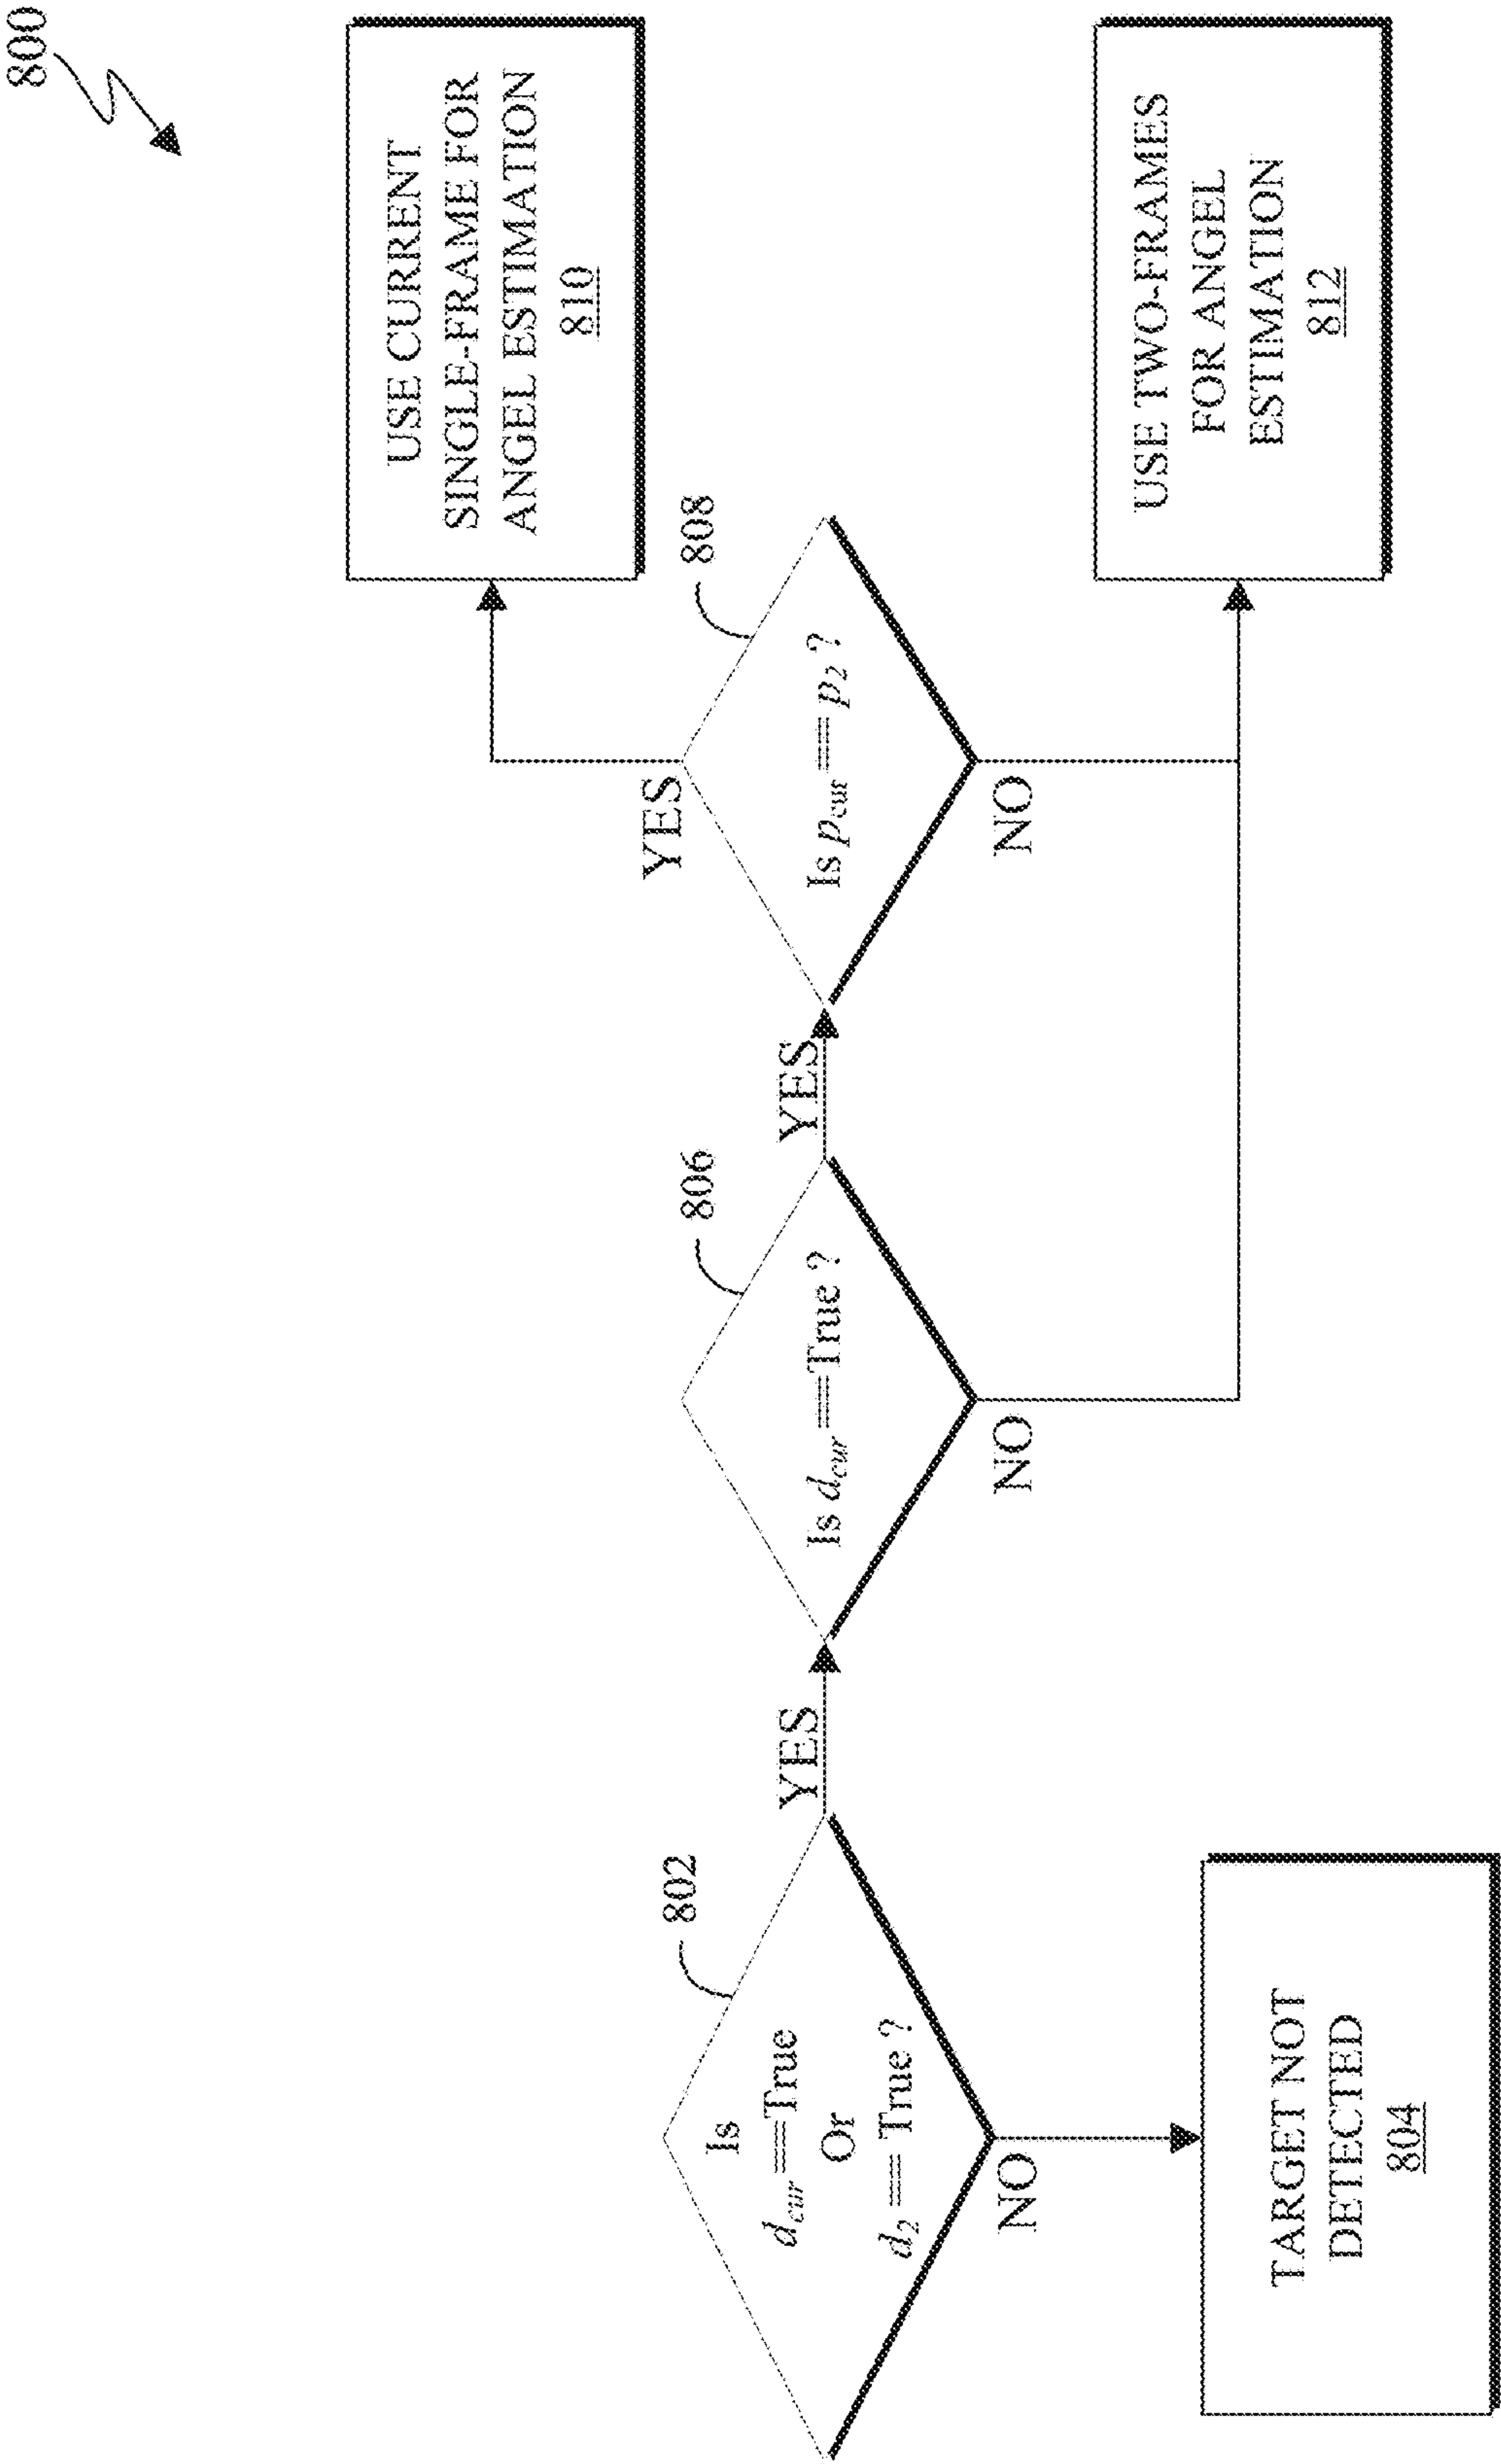 800
802
Is
d_cur==True
Or
d_2 == True ?
YES
NO
TARGET NOT
DETECTED
804
806
Is d_cur==True ?
YES
NO
808
Is p_cur== p_2 ?
YES
NO
USE CURRENT
SINGLE-FRAME FOR
ANGEL ESTIMATION
810
USE TWO-FRAMES
FOR ANGEL
ESTIMATION
812